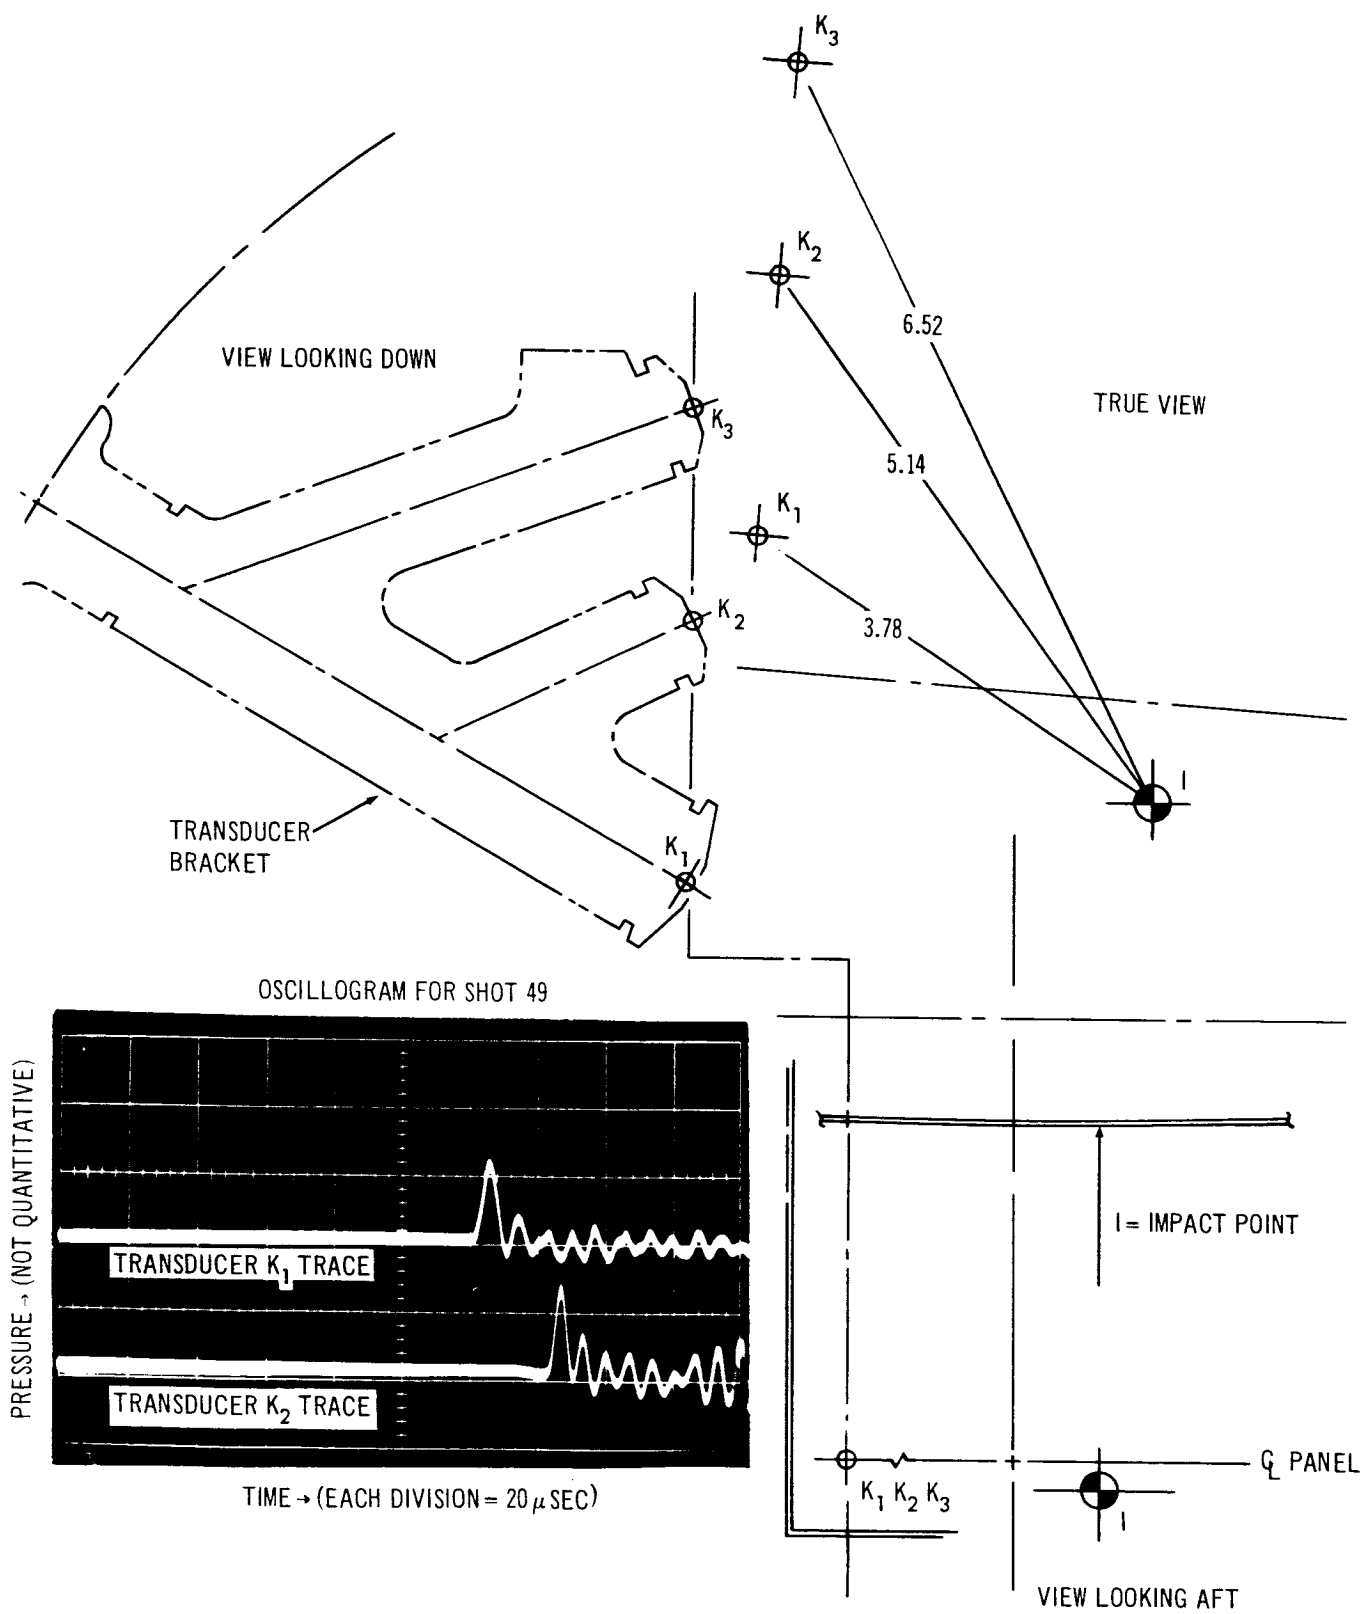 K3
K2
6.52
VIEW LOOKING DOWN
TRUE VIEW
K3
5.14
K1
K2
3.78
I
TRANSDUCER
BRACKET
K1
OSCILLOGRAM FOR SHOT 49
PRESSURE → (NOT QUANTITATIVE)
TRANSDUCER K1 TRACE
TRANSDUCER K2 TRACE
TIME → (EACH DIVISION = 20 μ SEC)
I = IMPACT POINT
℄ PANEL
K1 K2 K3
I
VIEW LOOKING AFT